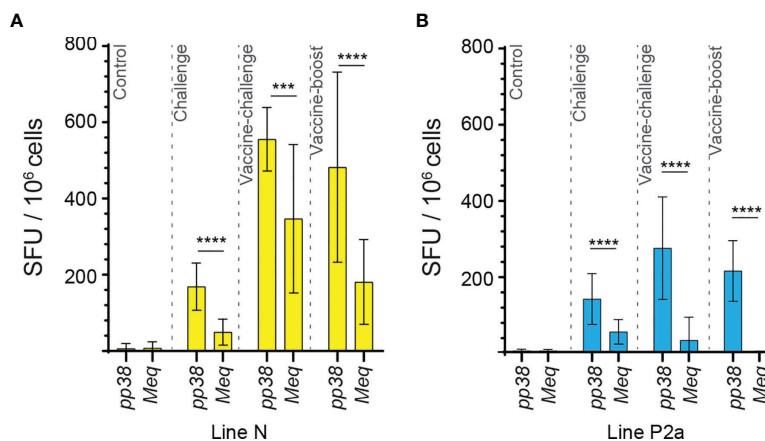 A
SFU / 10⁶ cells
800
600
400
200
Control
Challenge
Vaccine-challenge
Vaccine-boost
****
***
****
pp38
Meq
pp38
Meq
pp38
Meq
pp38
Meq
Line N
B
SFU / 10⁶ cells
800
600
400
200
Control
Challenge
Vaccine-challenge
Vaccine-boost
****
****
****
pp38
Meq
pp38
Meq
pp38
Meq
pp38
Meq
Line P2a